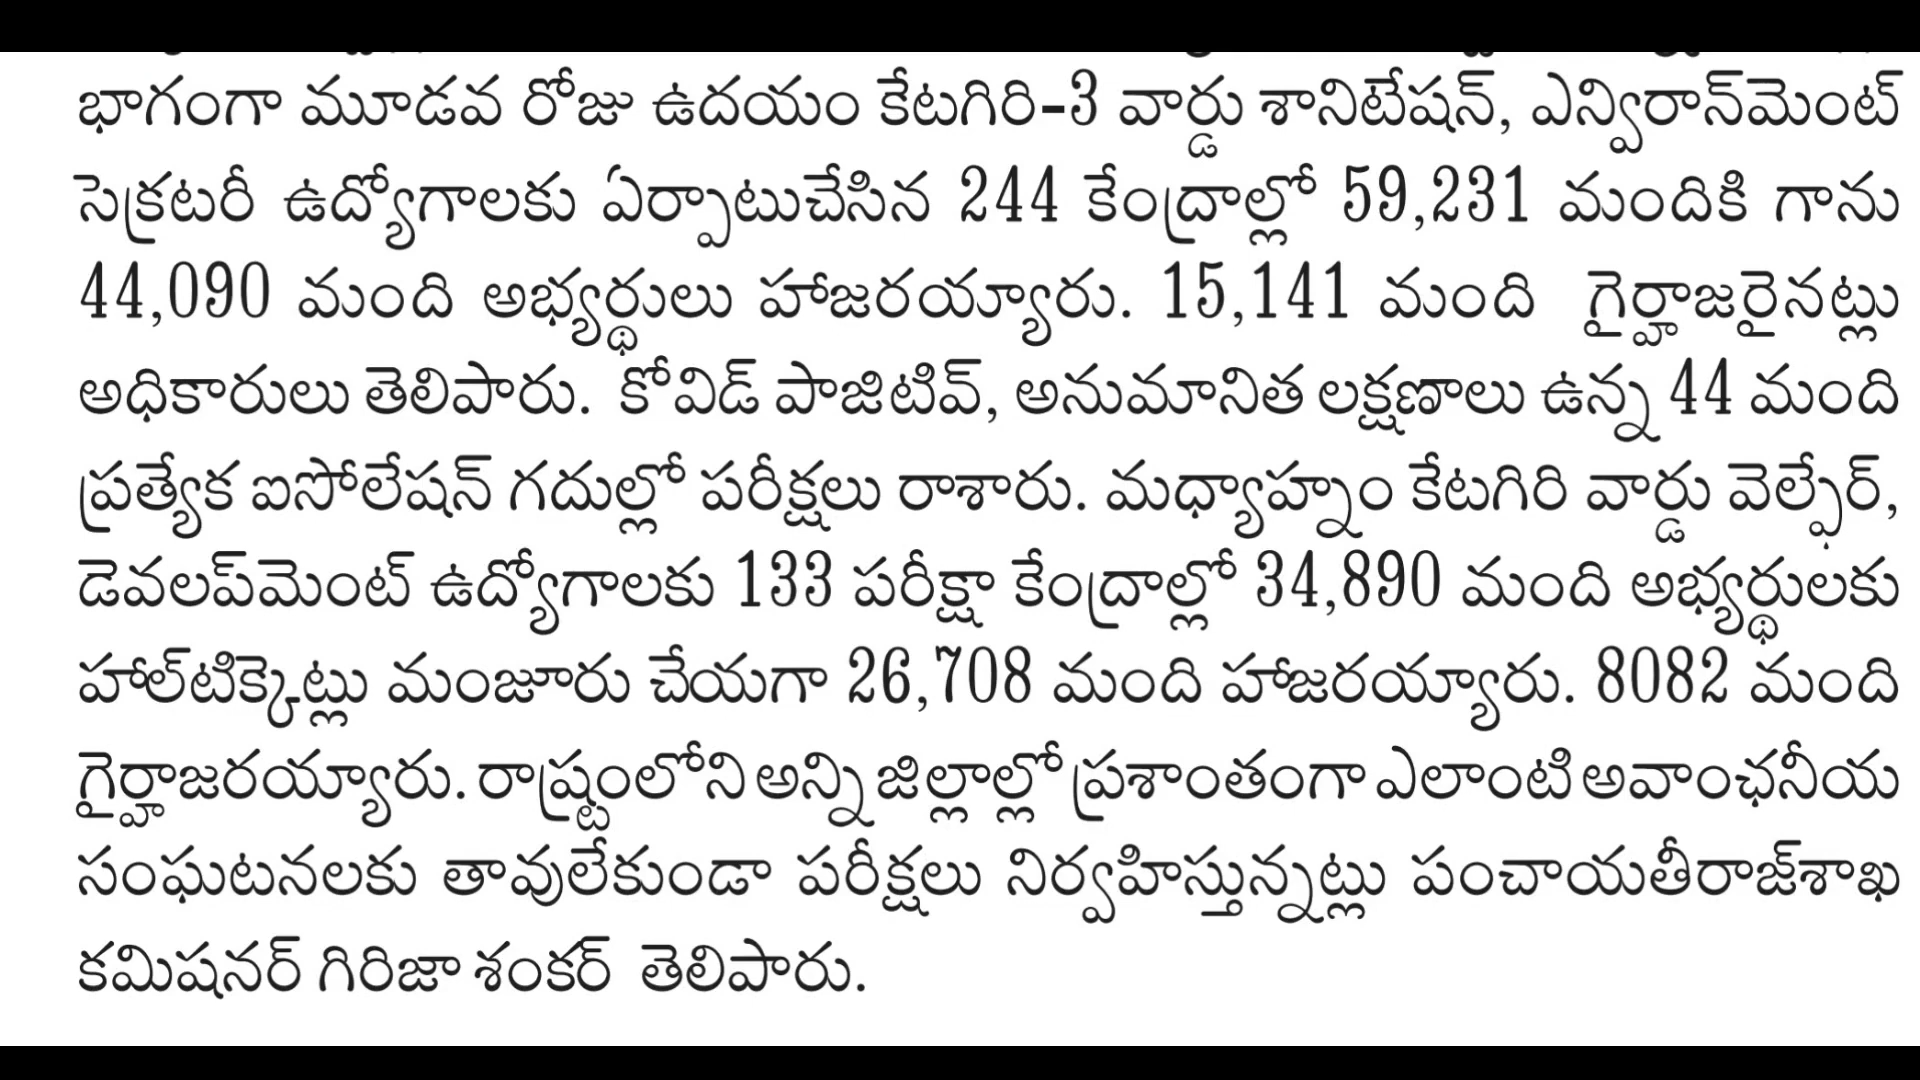 భాగంగా మూడవ రోజు ఉదయం కేటగిరి-3 వార్డు శానిటేషన్, ఎన్విరాన్‌మెంట్
సెక్రటరీ ఉద్యోగాలకు ఏర్పాటుచేసిన 244 కేంద్రాల్లో 59,231 మందికి గాను
44,090 మంది అభ్యర్థులు హాజరయ్యారు. 15,141 మంది గైర్హాజరైనట్లు
అధికారులు తెలిపారు. కోవిడ్ పాజిటివ్, అనుమానిత లక్షణాలు ఉన్న 44 మంది
ప్రత్యేక ఐసోలేషన్ గదుల్లో పరీక్షలు రాశారు. మధ్యాహ్నం కేటగిరి వార్డు వెల్ఫేర్,
డెవలప్‌మెంట్ ఉద్యోగాలకు 133 పరీక్షా కేంద్రాల్లో 34,890 మంది అభ్యర్థులకు
హాల్‌టిక్కెట్లు మంజూరు చేయగా 26,708 మంది హాజరయ్యారు. 8082 మంది
గైర్హాజరయ్యారు. రాష్ట్రంలోని అన్ని జిల్లాల్లో ప్రశాంతంగా ఎలాంటి అవాంఛనీయ
సంఘటనలకు తావులేకుండా పరీక్షలు నిర్వహిస్తున్నట్లు పంచాయతీరాజ్‌శాఖ
కమిషనర్ గిరిజా శంకర్ తెలిపారు.